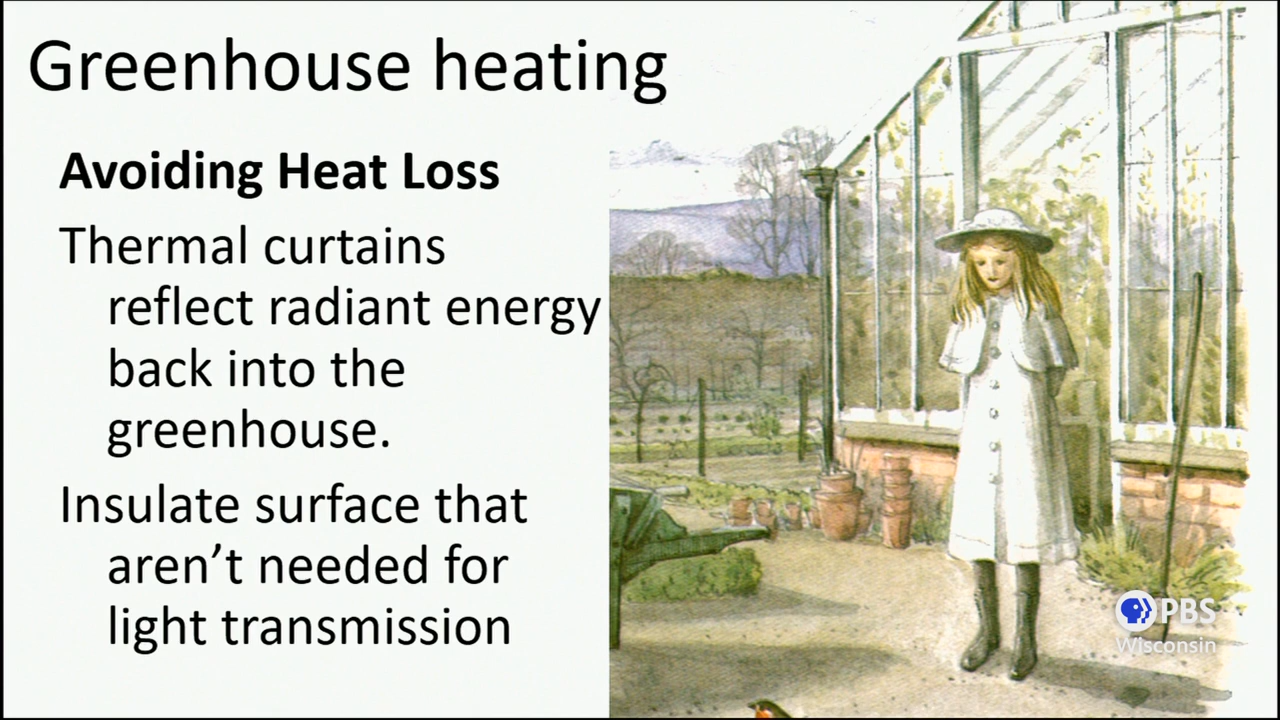 Greenhouse heating
Avoiding Heat Loss
Thermal curtains
reflect radiant energy
back into the
greenhouse.
Insulate surface that
aren’t needed for
light transmission
PBS
Wisconsin